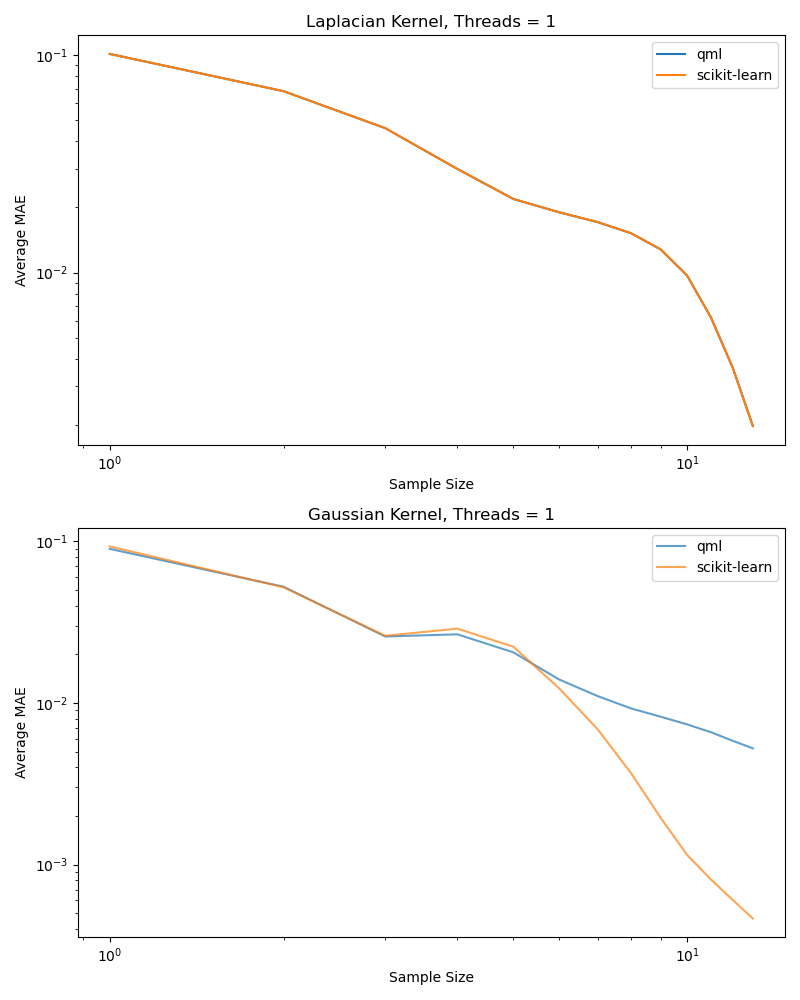 Laplacian Kernel, Threads = 1
qml
scikit-learn
10⁻¹
10⁻²
Average MAE
10⁰
10¹
Sample Size
Gaussian Kernel, Threads = 1
qml
scikit-learn
10⁻¹
10⁻²
10⁻³
Average MAE
10⁰
10¹
Sample Size